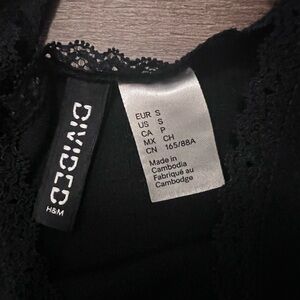 DIVIDED
H&M
EUR S
US S
CA P
MX CH
CN 165/88A
Made in
Cambodia
Fabriqué au
Cambodge